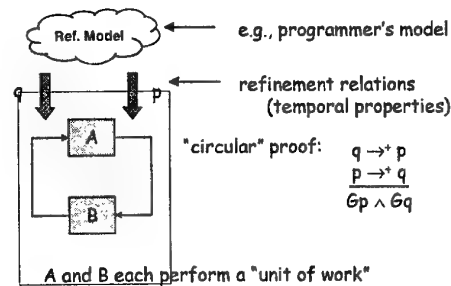 Ref. Model
e.g., programmer's model
q
p
refinement relations
(temporal properties)
A
"circular" proof:
q →⁺ p
p →⁺ q
Gp ∧ Gq
B
A and B each perform a "unit of work"